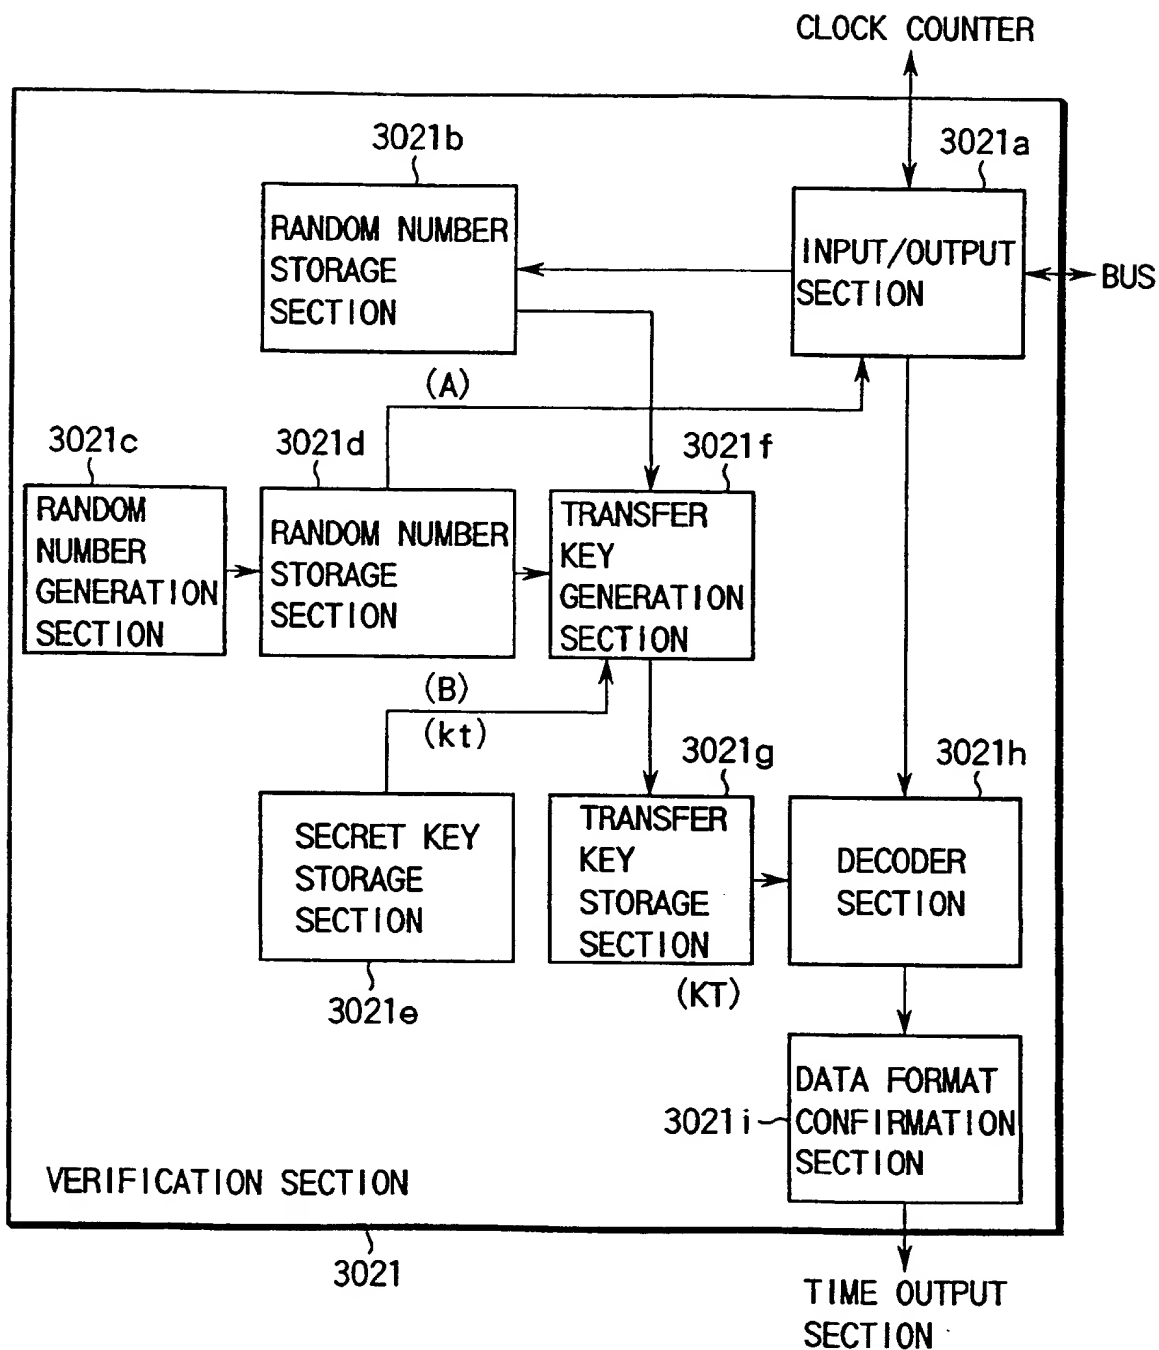 CLOCK COUNTER
3021b
3021a
RANDOM NUMBER
STORAGE
SECTION
INPUT/OUTPUT
SECTION
BUS
(A)
3021c
3021d
3021f
RANDOM
NUMBER
GENERATION
SECTION
RANDOM NUMBER
STORAGE
SECTION
TRANSFER
KEY
GENERATION
SECTION
(B)
(kt)
3021g
3021h
SECRET KEY
STORAGE
SECTION
TRANSFER
KEY
STORAGE
SECTION
DECODER
SECTION
3021e
(KT)
DATA FORMAT
CONFIRMATION
SECTION
3021i
VERIFICATION SECTION
3021
TIME OUTPUT
SECTION